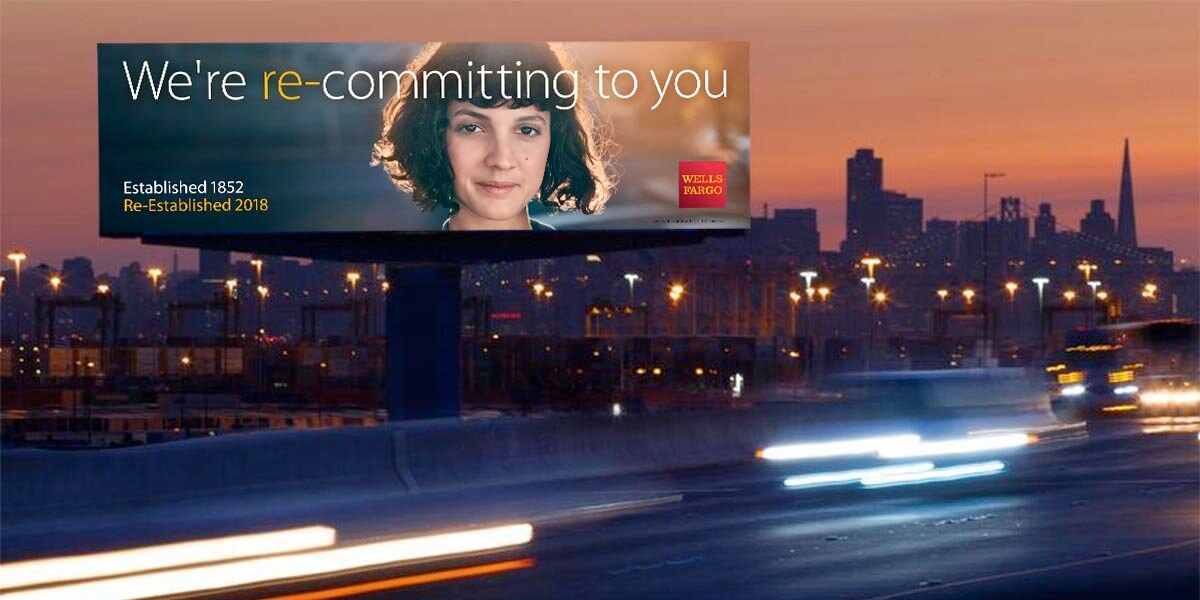 We're re-committing to you
Established 1852
Re-Established 2018
WELLS
FARGO